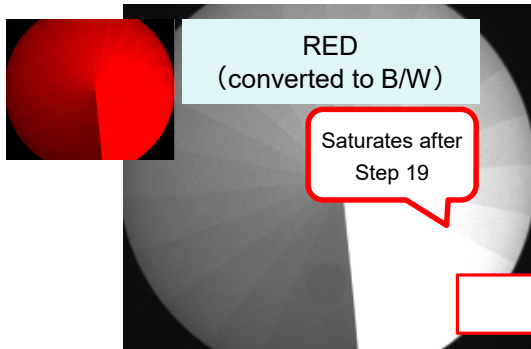 RED
（converted to B/W）
Saturates after
Step 19